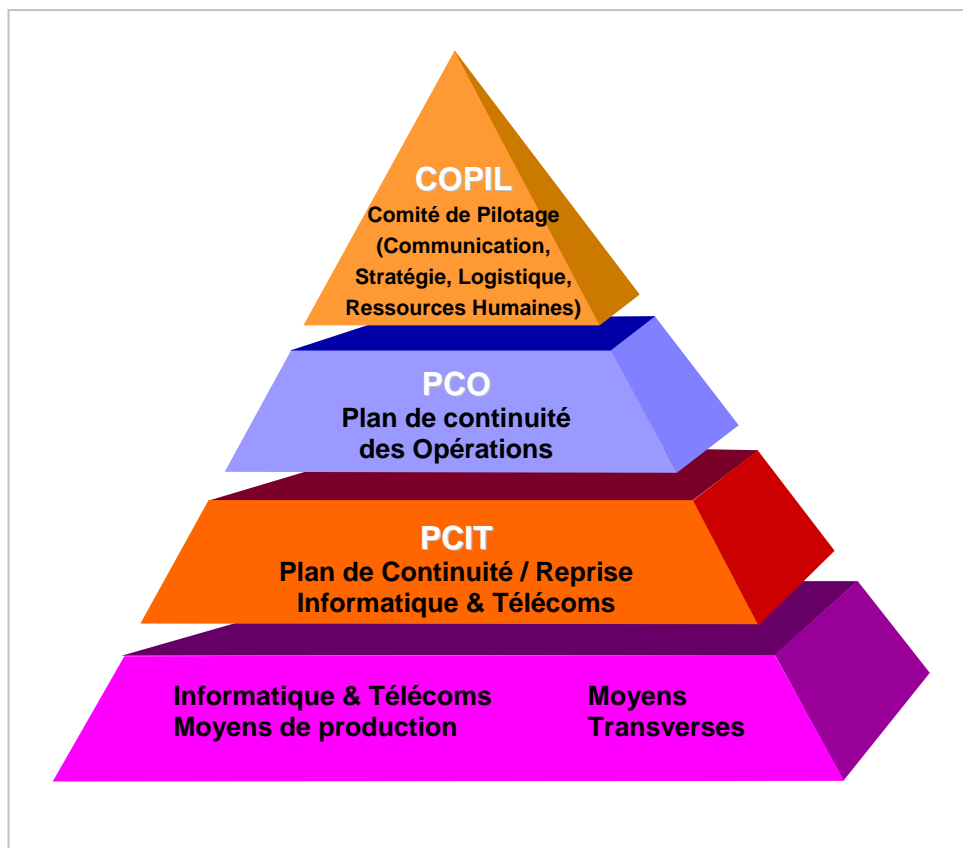 COPIL
Comité de Pilotage
(Communication,
Stratégie, Logistique,
Ressources Humaines)
PCO
Plan de continuité
des Opérations
PCIT
Plan de Continuité / Reprise
Informatique & Télécoms
Informatique & Télécoms
Moyens de production
Moyens
Transverses